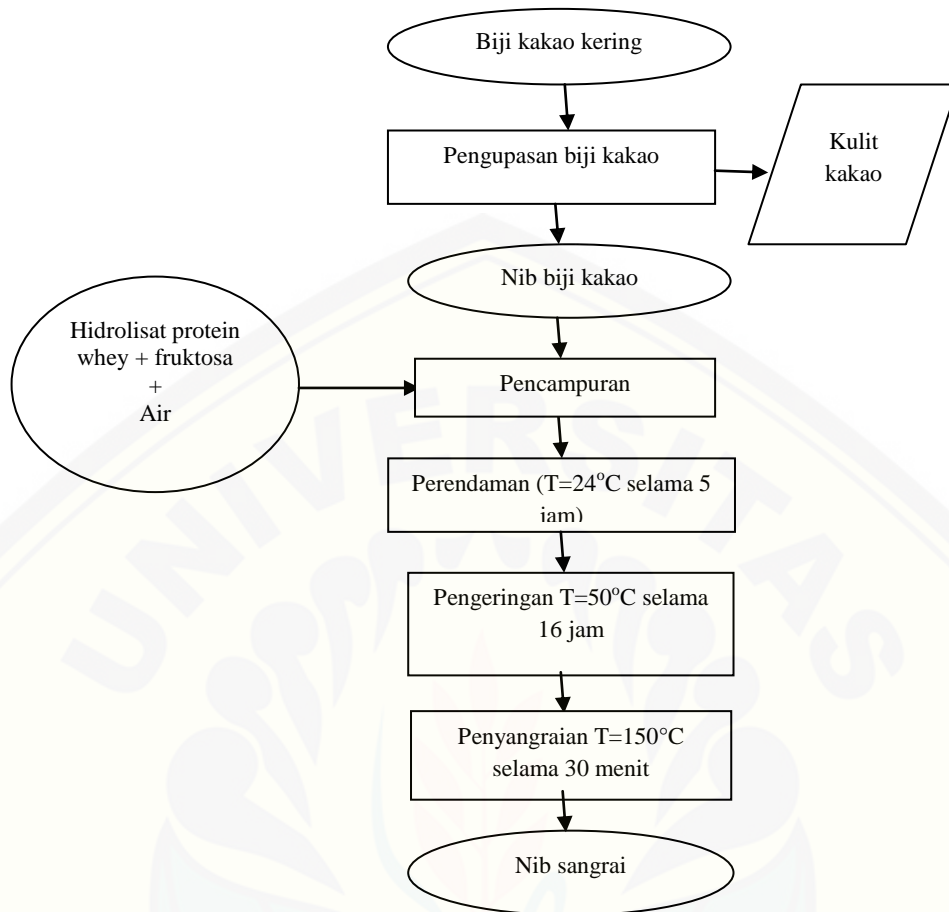 Biji kakao kering
Pengupasan biji kakao
Kulit
kakao
Nib biji kakao
Hidrolisat protein
whey + fruktosa
+
Air
Pencampuran
Perendaman (T=24°C selama 5
jam)
Pengeringan T=50°C selama
16 jam
Penyangraian T=150°C
selama 30 menit
Nib sangrai
UNIVERSITAS